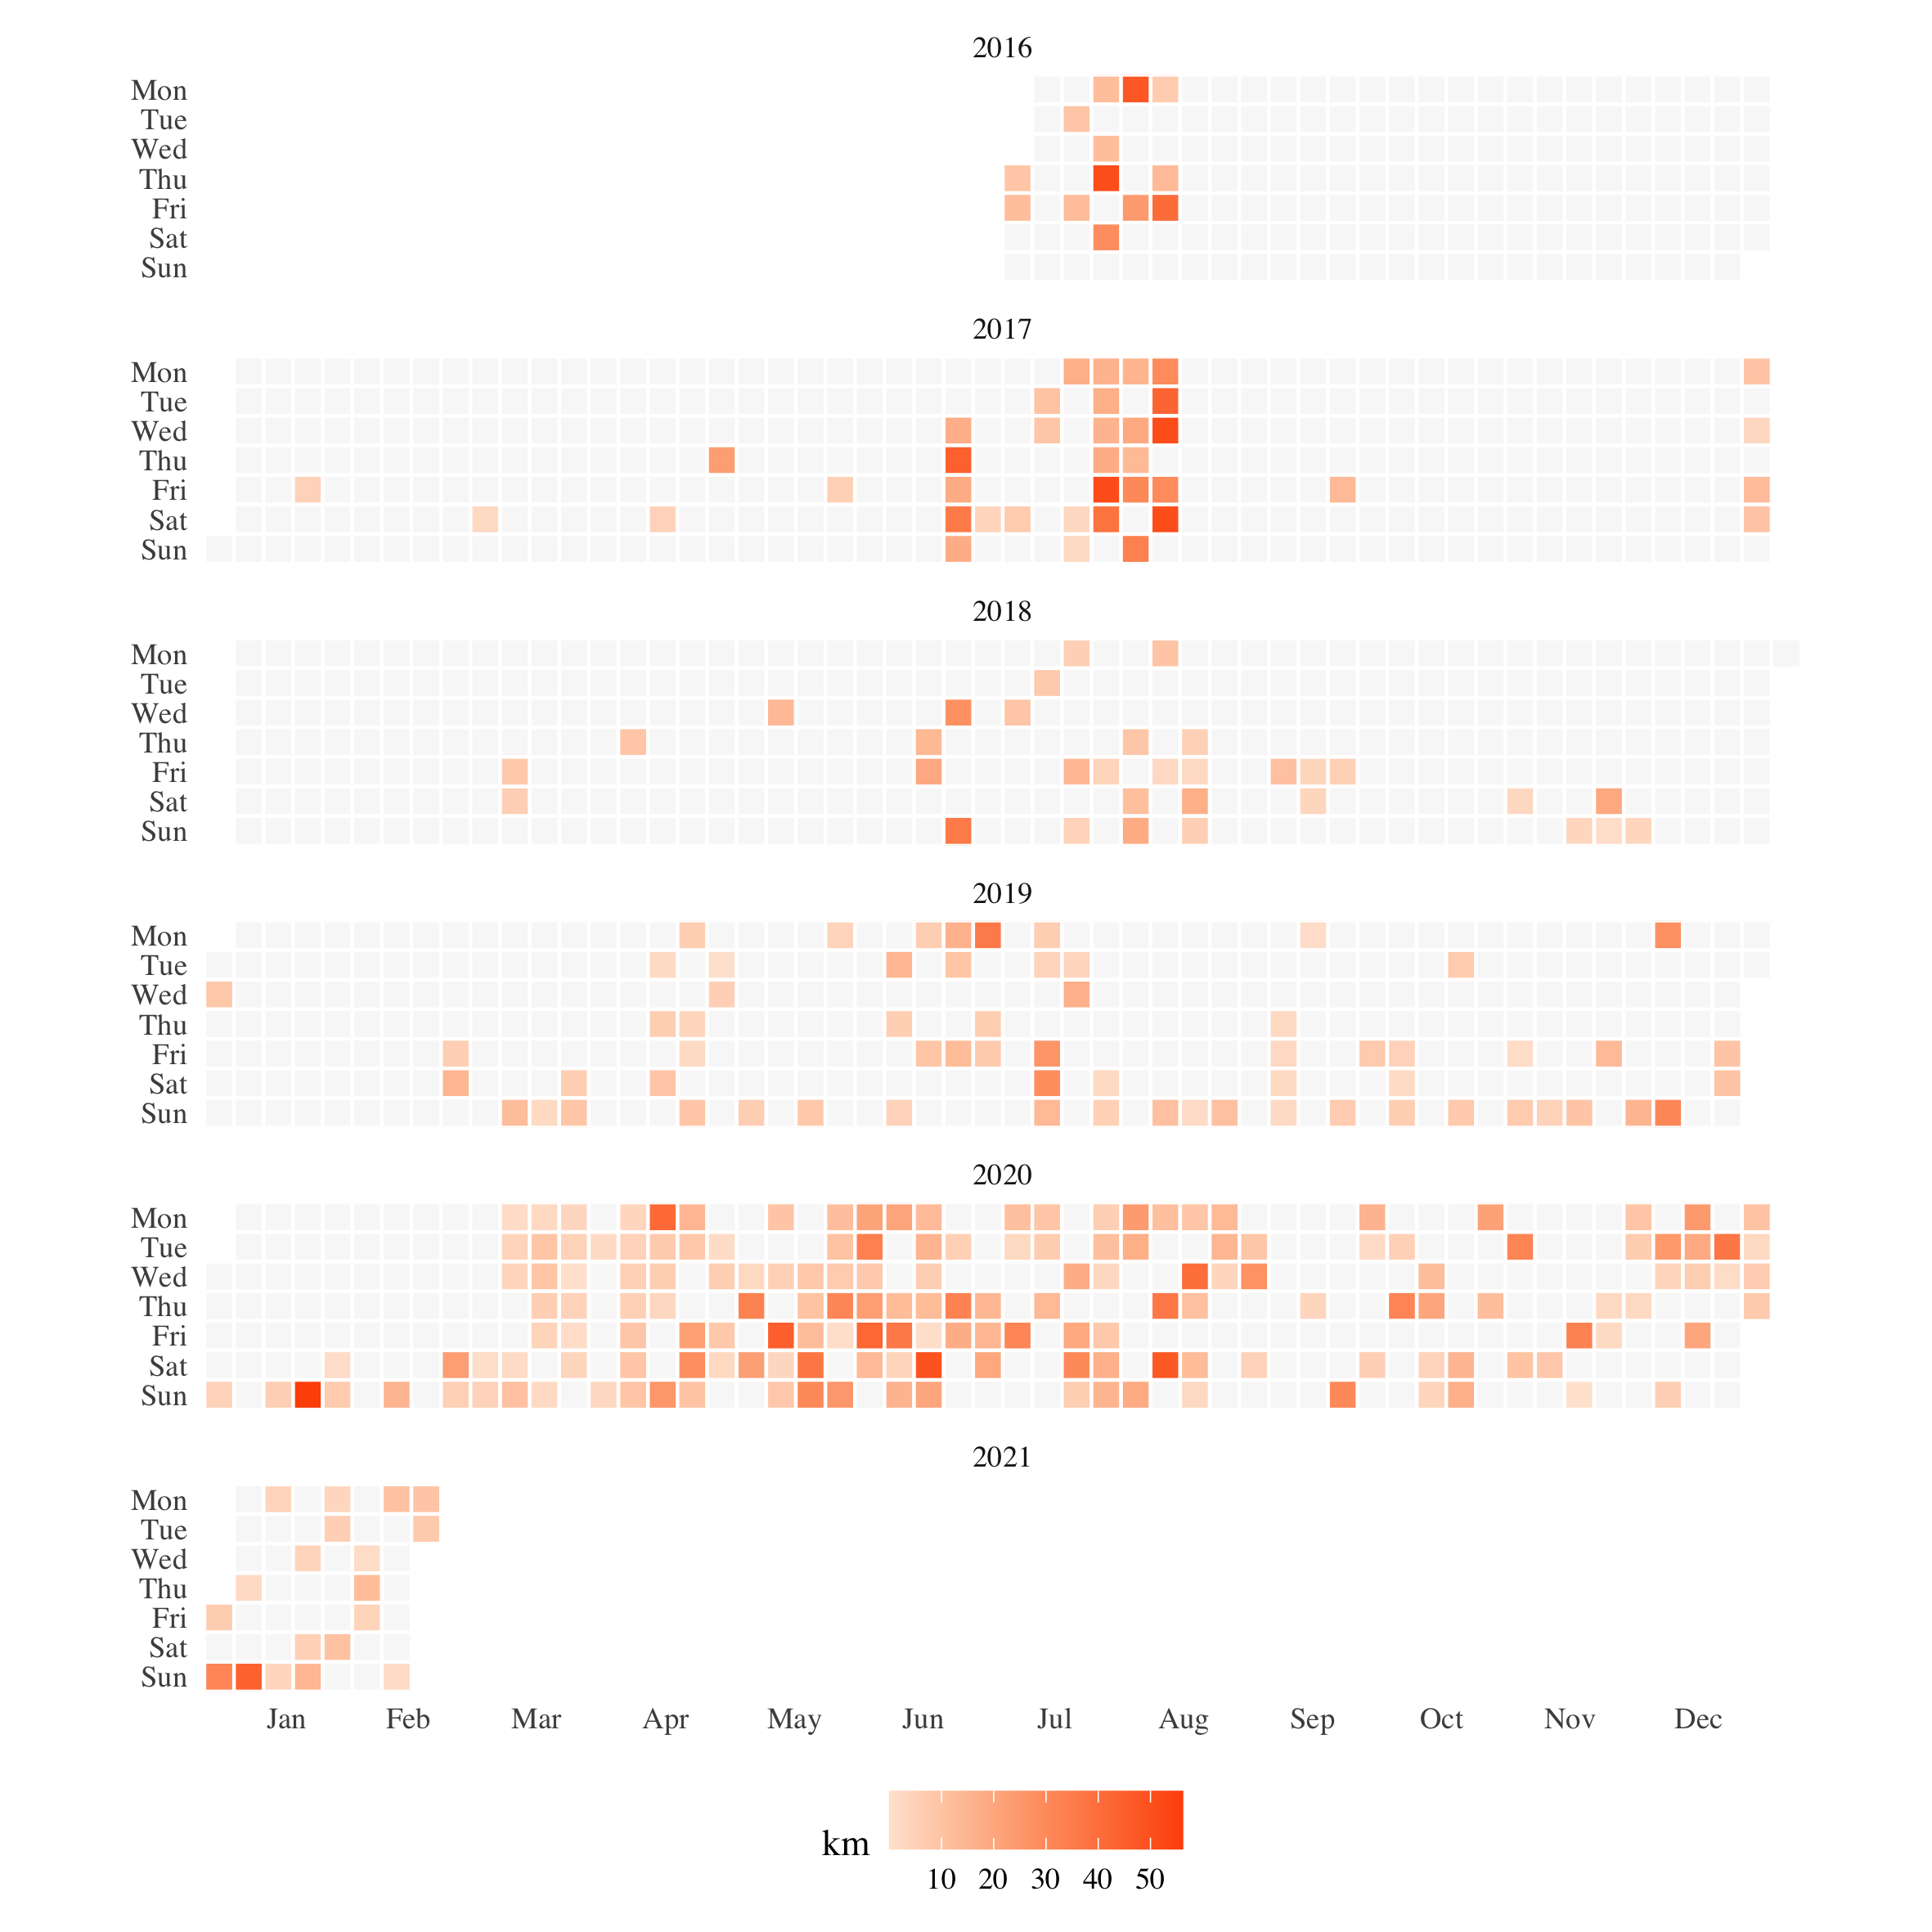 2016
Mon
Tue
Wed
Thu
Fri
Sat
Sun
2017
Mon
Tue
Wed
Thu
Fri
Sat
Sun
2018
Mon
Tue
Wed
Thu
Fri
Sat
Sun
2019
Mon
Tue
Wed
Thu
Fri
Sat
Sun
2020
Mon
Tue
Wed
Thu
Fri
Sat
Sun
2021
Mon
Tue
Wed
Thu
Fri
Sat
Sun
Jan Feb Mar Apr May Jun Jul Aug Sep Oct Nov Dec
km
10 20 30 40 50